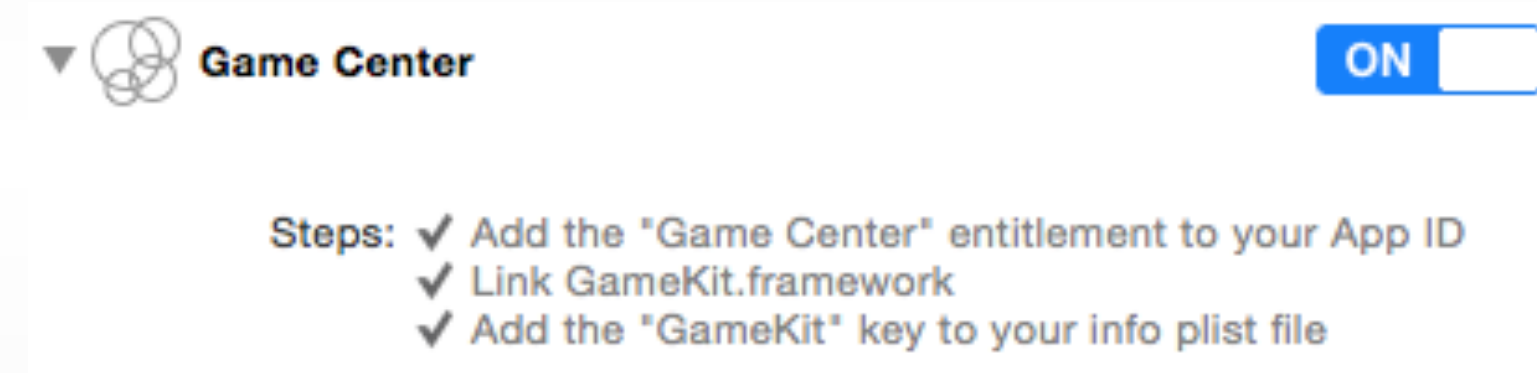 Game Center
ON
Steps: ✓ Add the "Game Center" entitlement to your App ID
✓ Link GameKit.framework
✓ Add the "GameKit" key to your info plist file